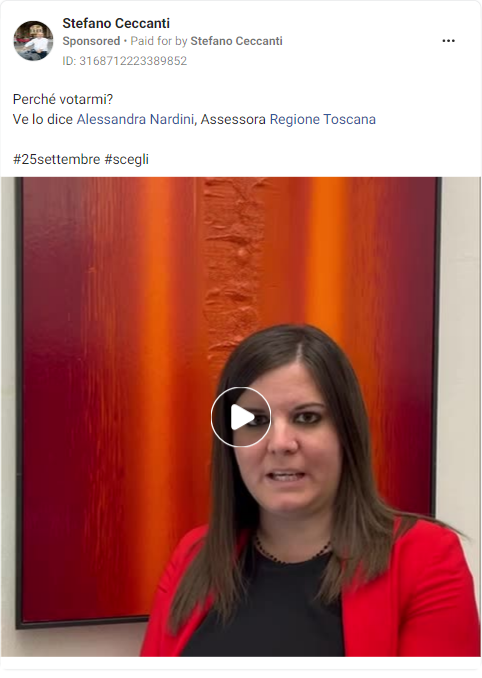 Stefano Ceccanti
Sponsored • Paid for by Stefano Ceccanti
ID: 3168712223389852
Perché votarmi?
Ve lo dice Alessandra Nardini, Assessora Regione Toscana
#25settembre #scegli